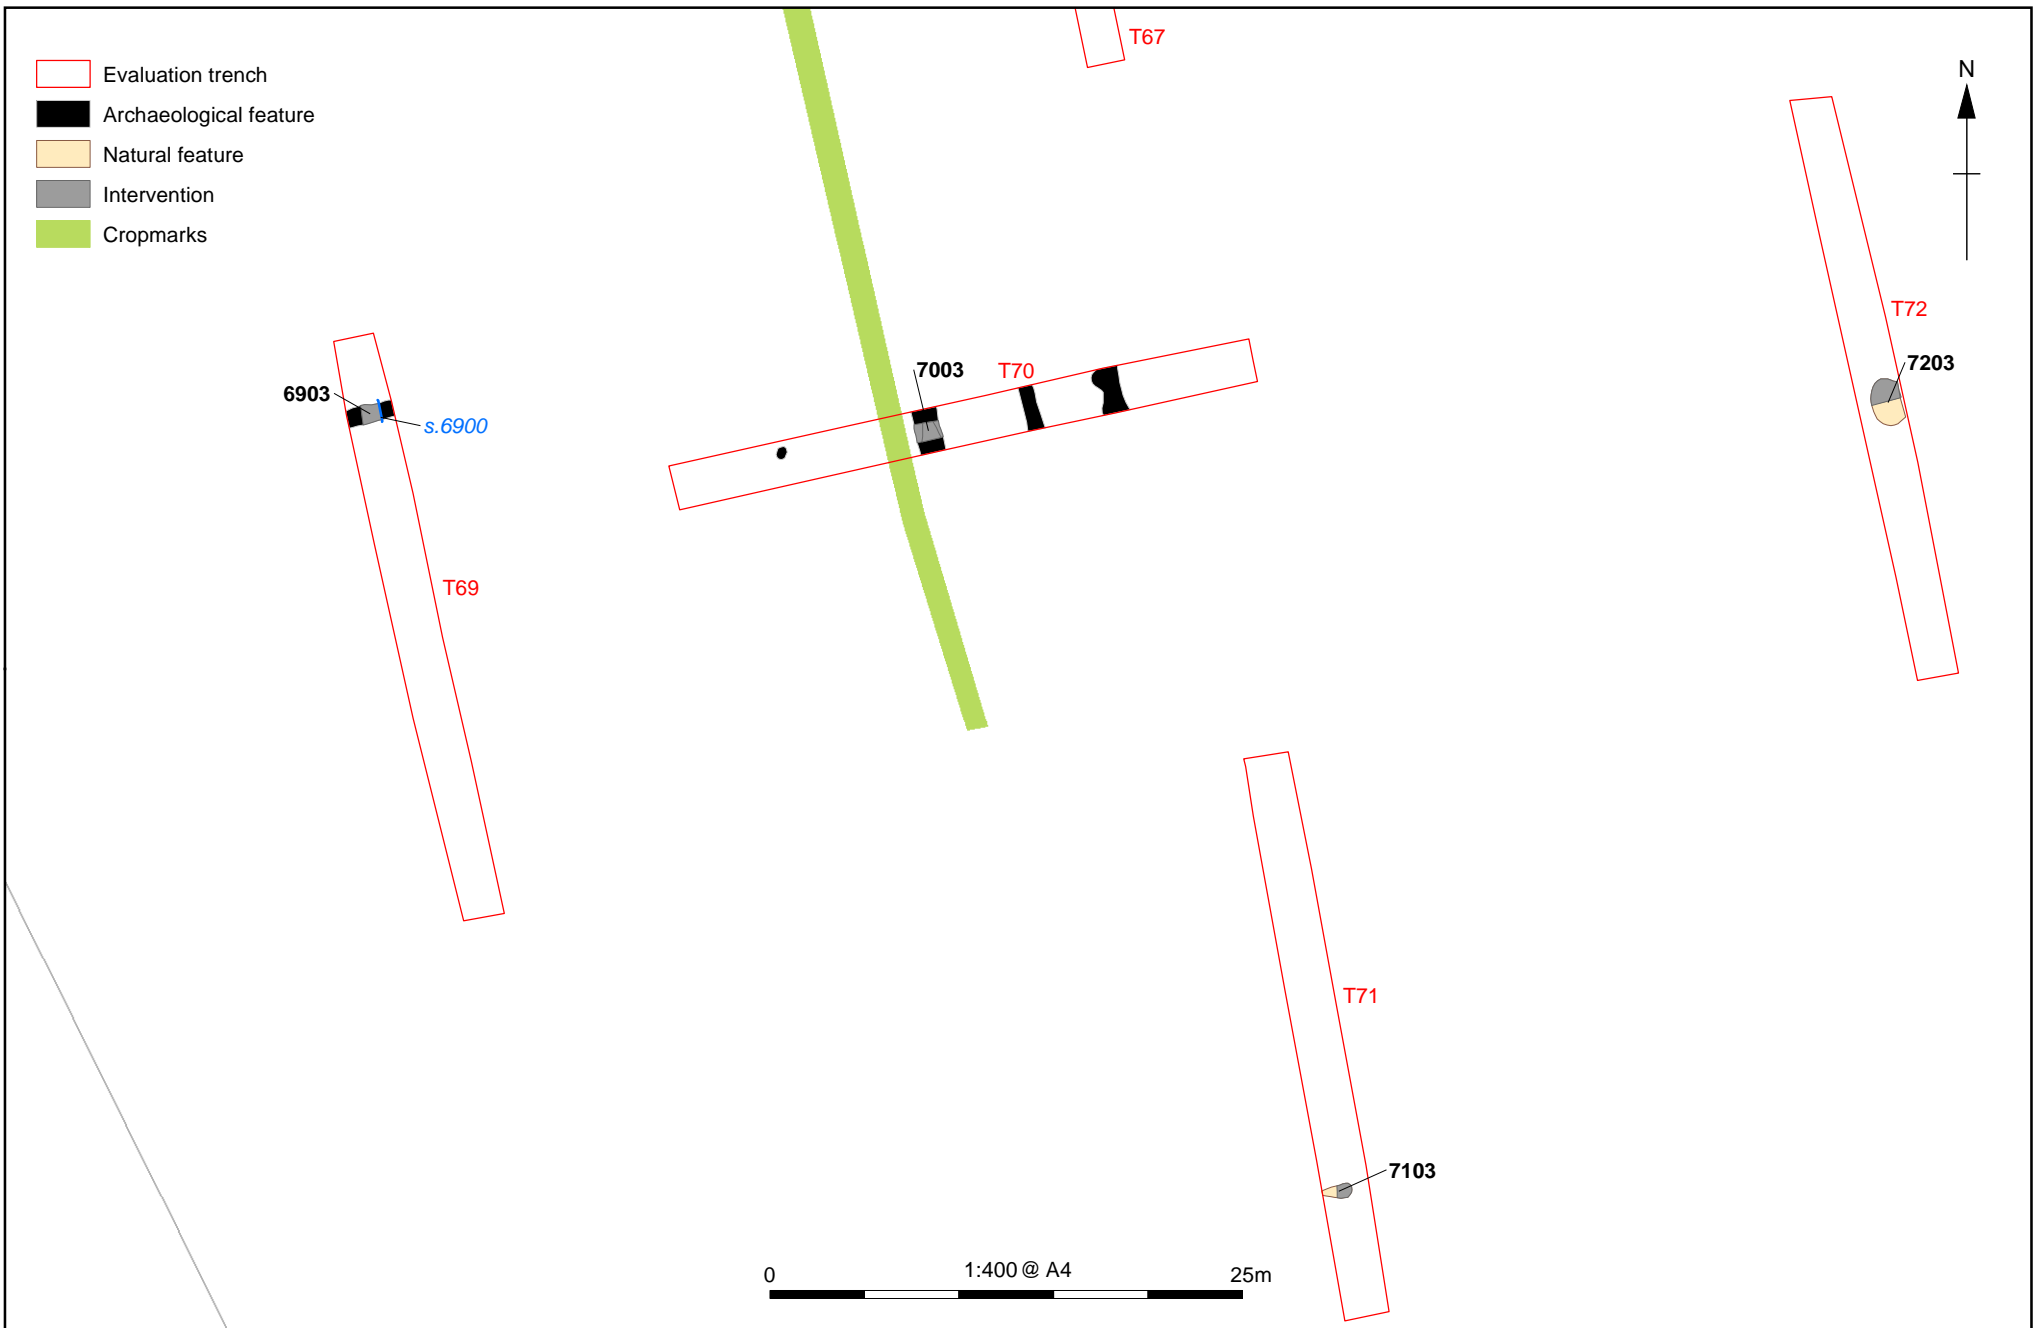 Evaluation trench
Archaeological feature
Natural feature
Intervention
Cropmarks
T67
N
T72
7203
7003
T70
6903
s.6900
T69
T71
7103
0
1:400 @ A4
25m